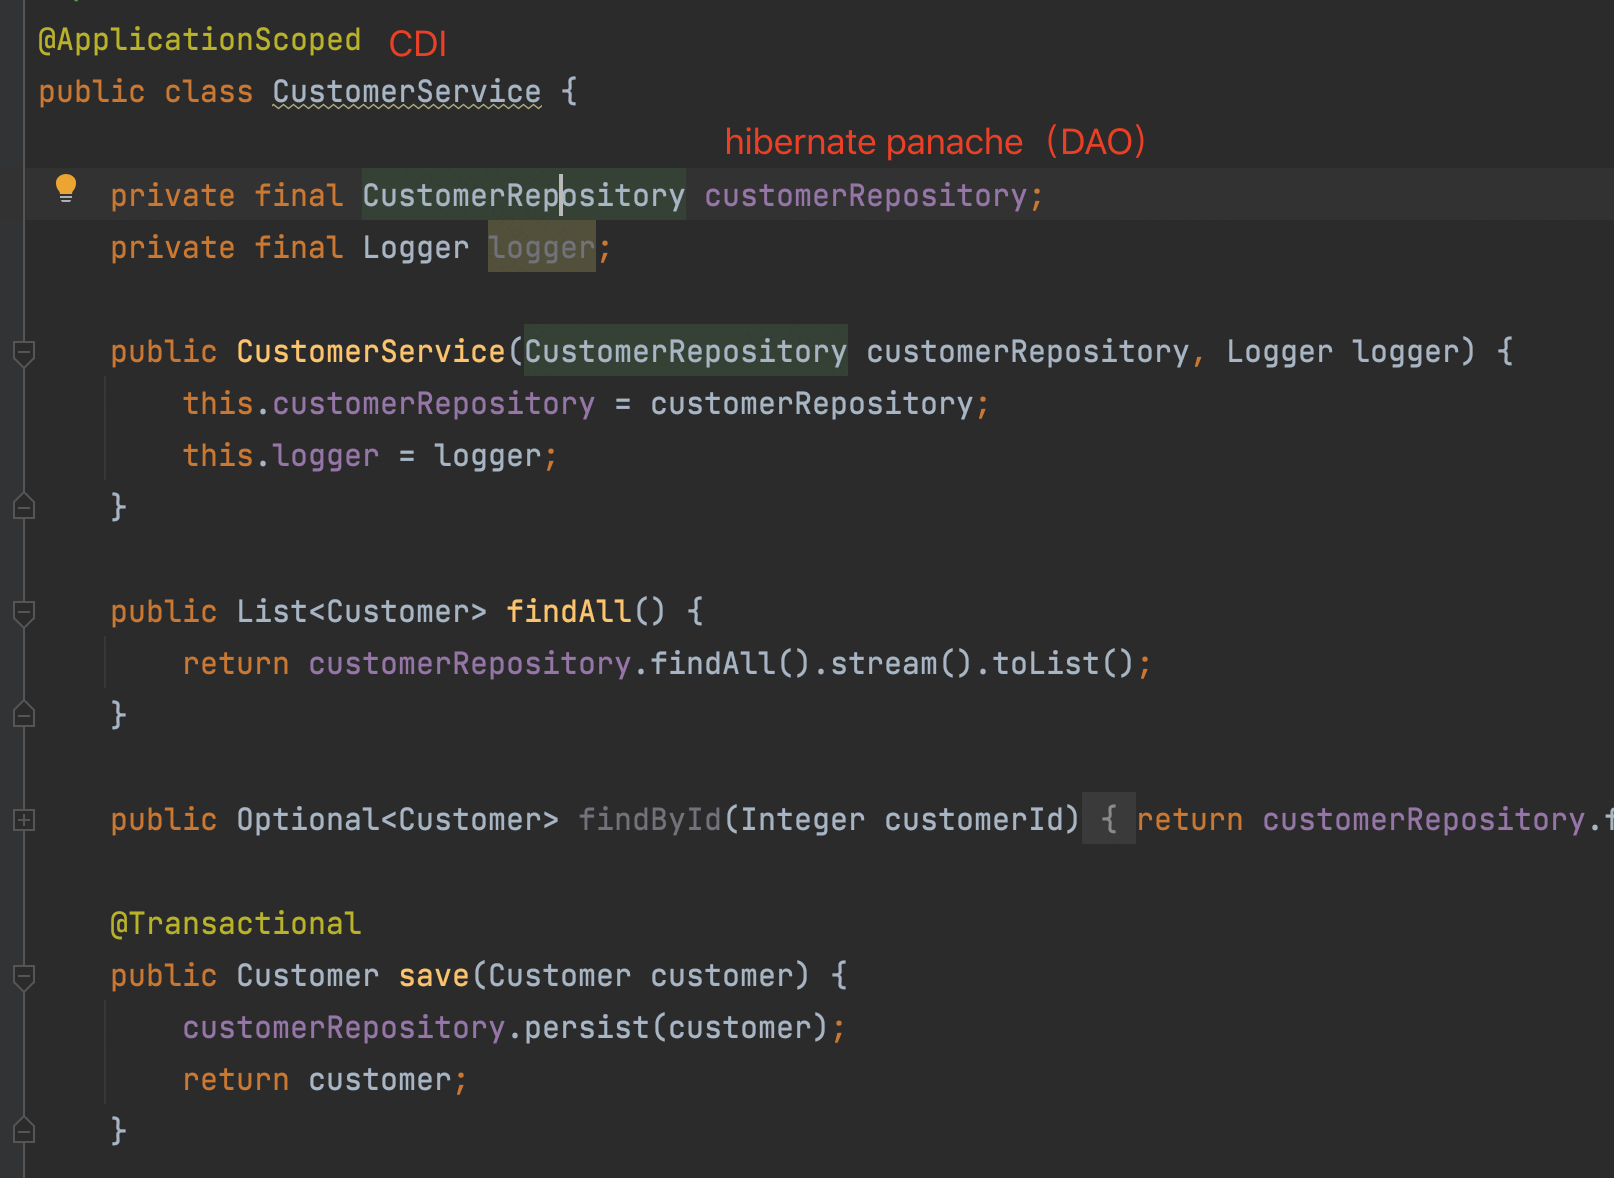 @ApplicationScoped CDI
public class CustomerService {
hibernate panache（DAO）
private final CustomerRepository customerRepository;
private final Logger logger;
public CustomerService(CustomerRepository customerRepository, Logger logger) {
this.customerRepository = customerRepository;
this.logger = logger;
}
public List<Customer> findAll() {
return customerRepository.findAll().stream().toList();
}
public Optional<Customer> findById(Integer customerId) { return customerRepository.
@Transactional
public Customer save(Customer customer) {
customerRepository.persist(customer);
return customer;
}